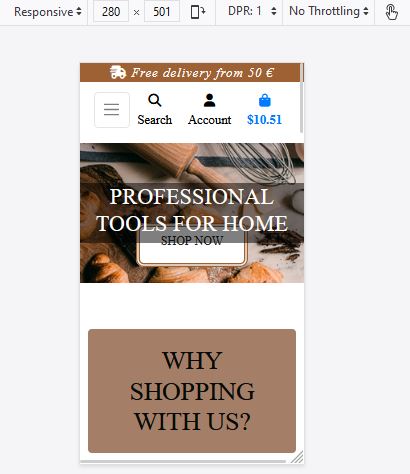 Responsive 280 × 501 DPR: 1 No Throttling
Free delivery from 50 €
Search Account $10.51
PROFESSIONAL
TOOLS FOR HOME
SHOP NOW
WHY
SHOPPING
WITH US?